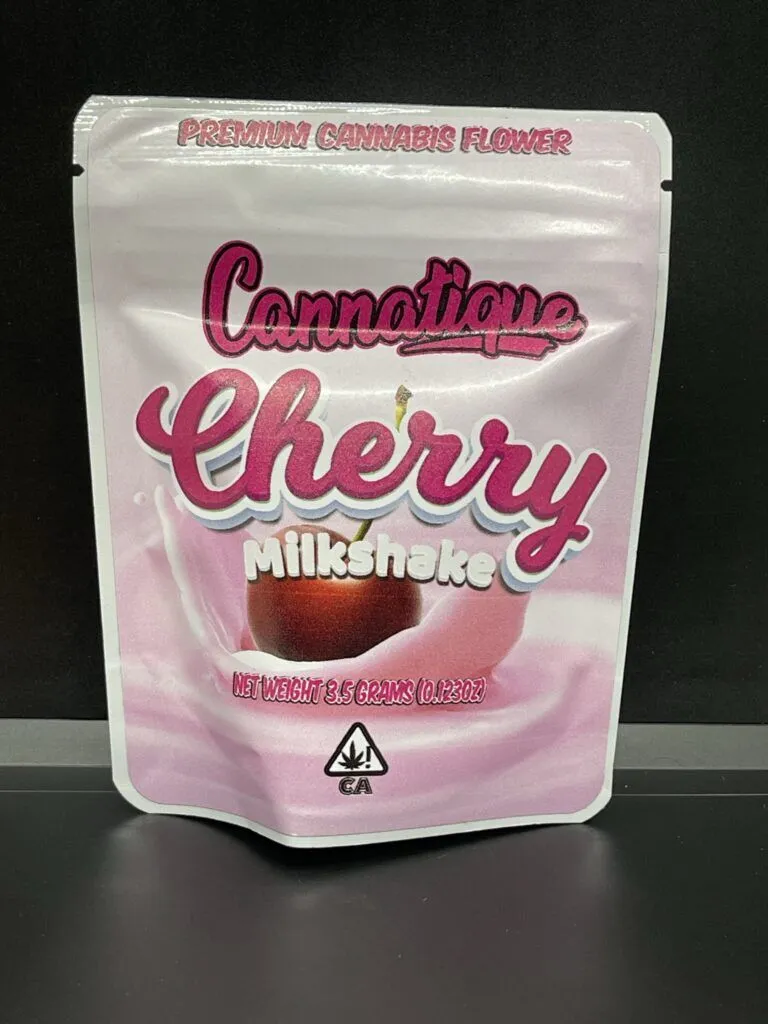 PREMIUM CANNABIS FLOWER
Cannatique
Cherry
Milkshake
NET WEIGHT 3.5 GRAMS (0.123OZ)
!
CA